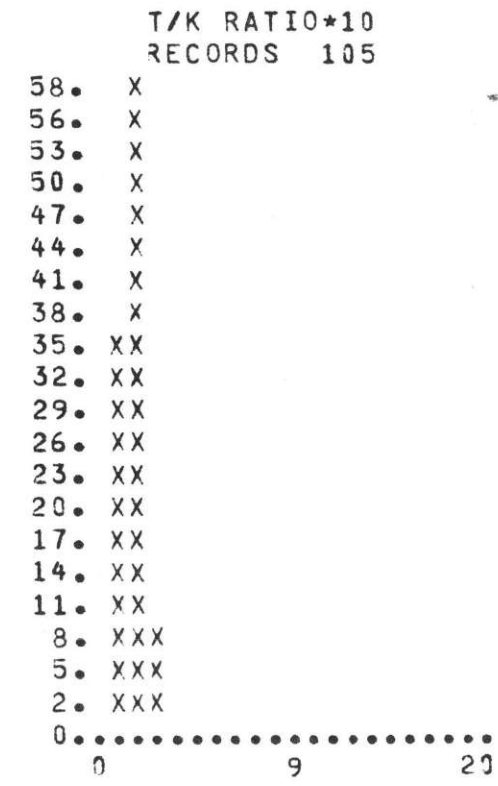 T/K RATIO*10
RECORDS 105
58. X
56. X
53. X
50. X
47. X
44. X
41. X
38. X
35. XX
32. XX
29. XX
26. XX
23. XX
20. XX
17. XX
14. XX
11. XX
8. XXX
5. XXX
2. XXX
0.......................
0 9 20